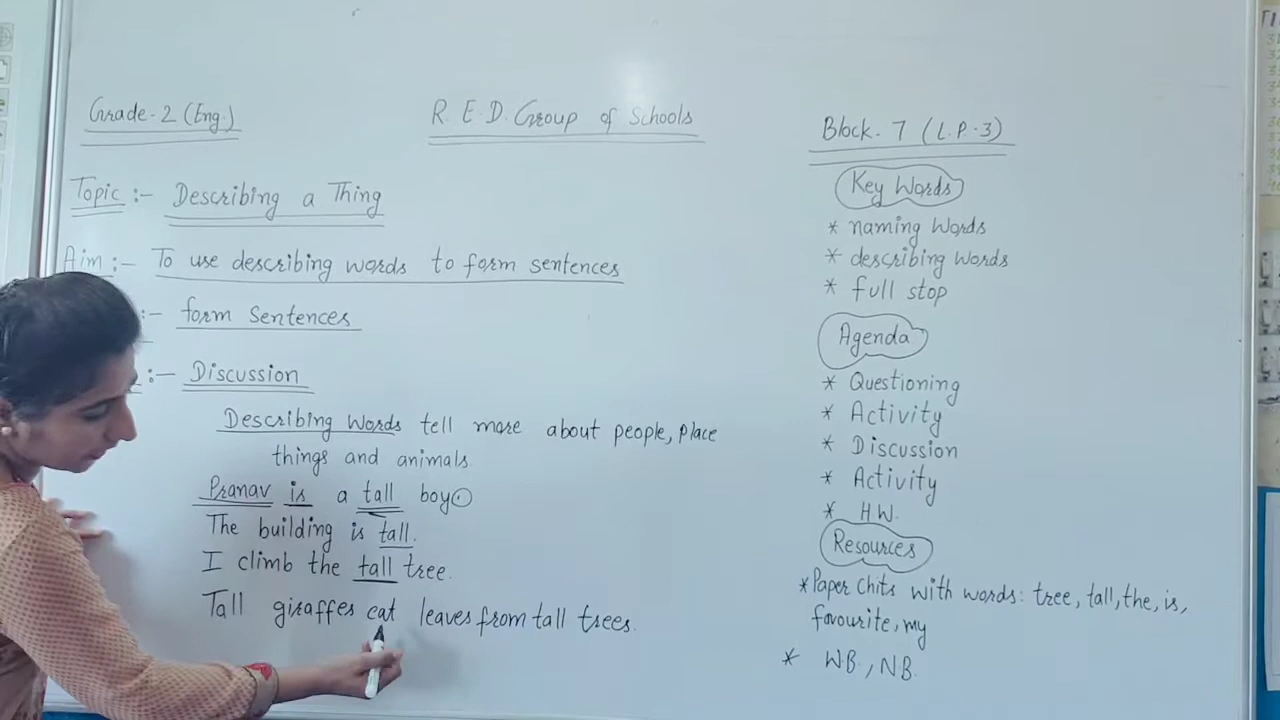 Grade-2 (Eng.)
R.E.D. Group of Schools
Block-7 (L.P-3)
Topic :- Describing a Thing
Aim :- To use describing words to form sentences
:- form sentences
:- Discussion
Describing Words tell more about people, place
things and animals.
Pranav is a tall boy.
The building is tall.
I climb the tall tree.
Tall giraffes eat leaves from tall trees.
Key Words
* naming Words
* describing Words
* full stop
Agenda
* Questioning
* Activity
* Discussion
* Activity
* H.W.
Resources
* Paper Chits with words: tree, tall, the, is,
favourite, my
* W.B., N.B.